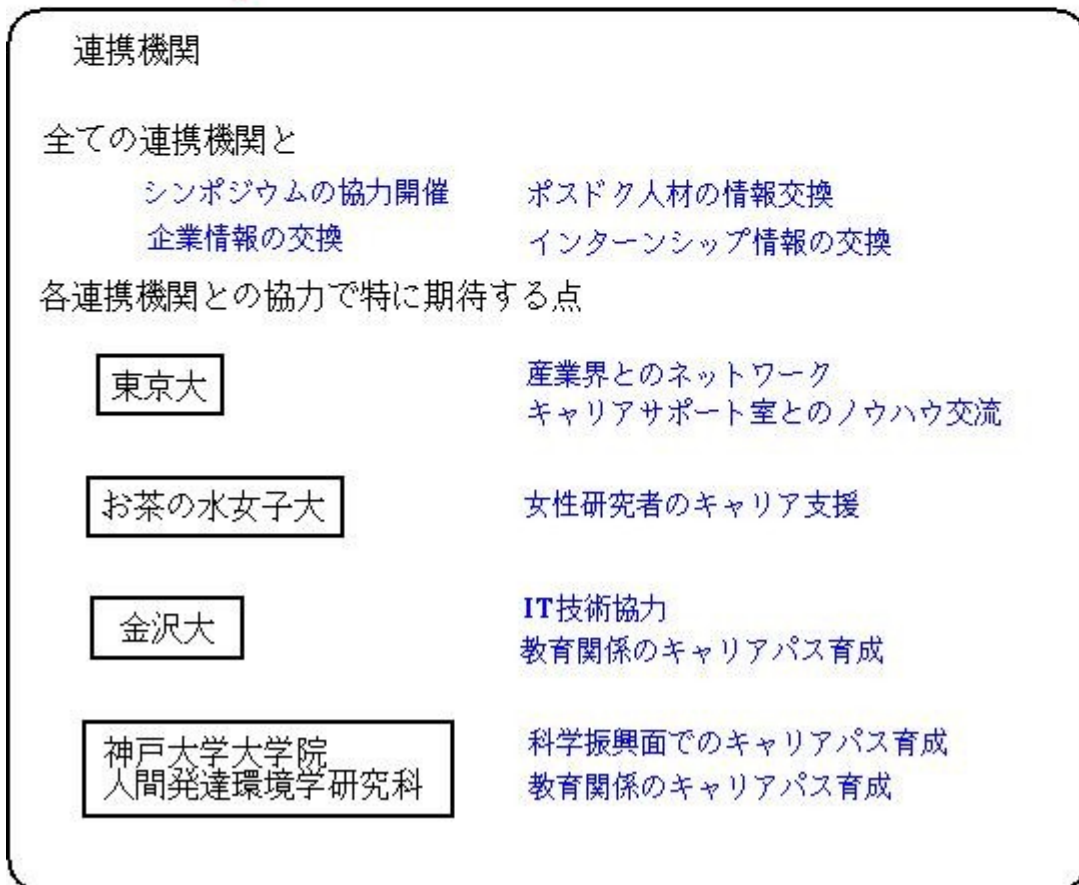 連携機関
全ての連携機関と
シンポジウムの協力開催 ポスドク人材の情報交換
企業情報の交換 インターンシップ情報の交換
各連携機関との協力で特に期待する点
東京大 産業界とのネットワーク
キャリアサポート室とのノウハウ交流
お茶の水女子大 女性研究者のキャリア支援
金沢大 IT技術協力
教育関係のキャリアパス育成
神戸大学大学院 科学振興面でのキャリアパス育成
人間発達環境学研究科 教育関係のキャリアパス育成